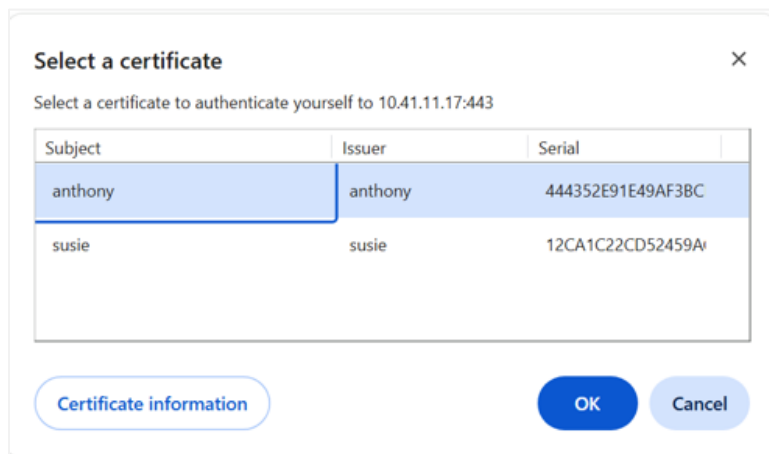 Select a certificate
Select a certificate to authenticate yourself to 10.41.11.17:443
Subject Issuer Serial
anthony anthony 444352E91E49AF3BC
susie susie 12CA1C22CD52459A
Certificate information OK Cancel